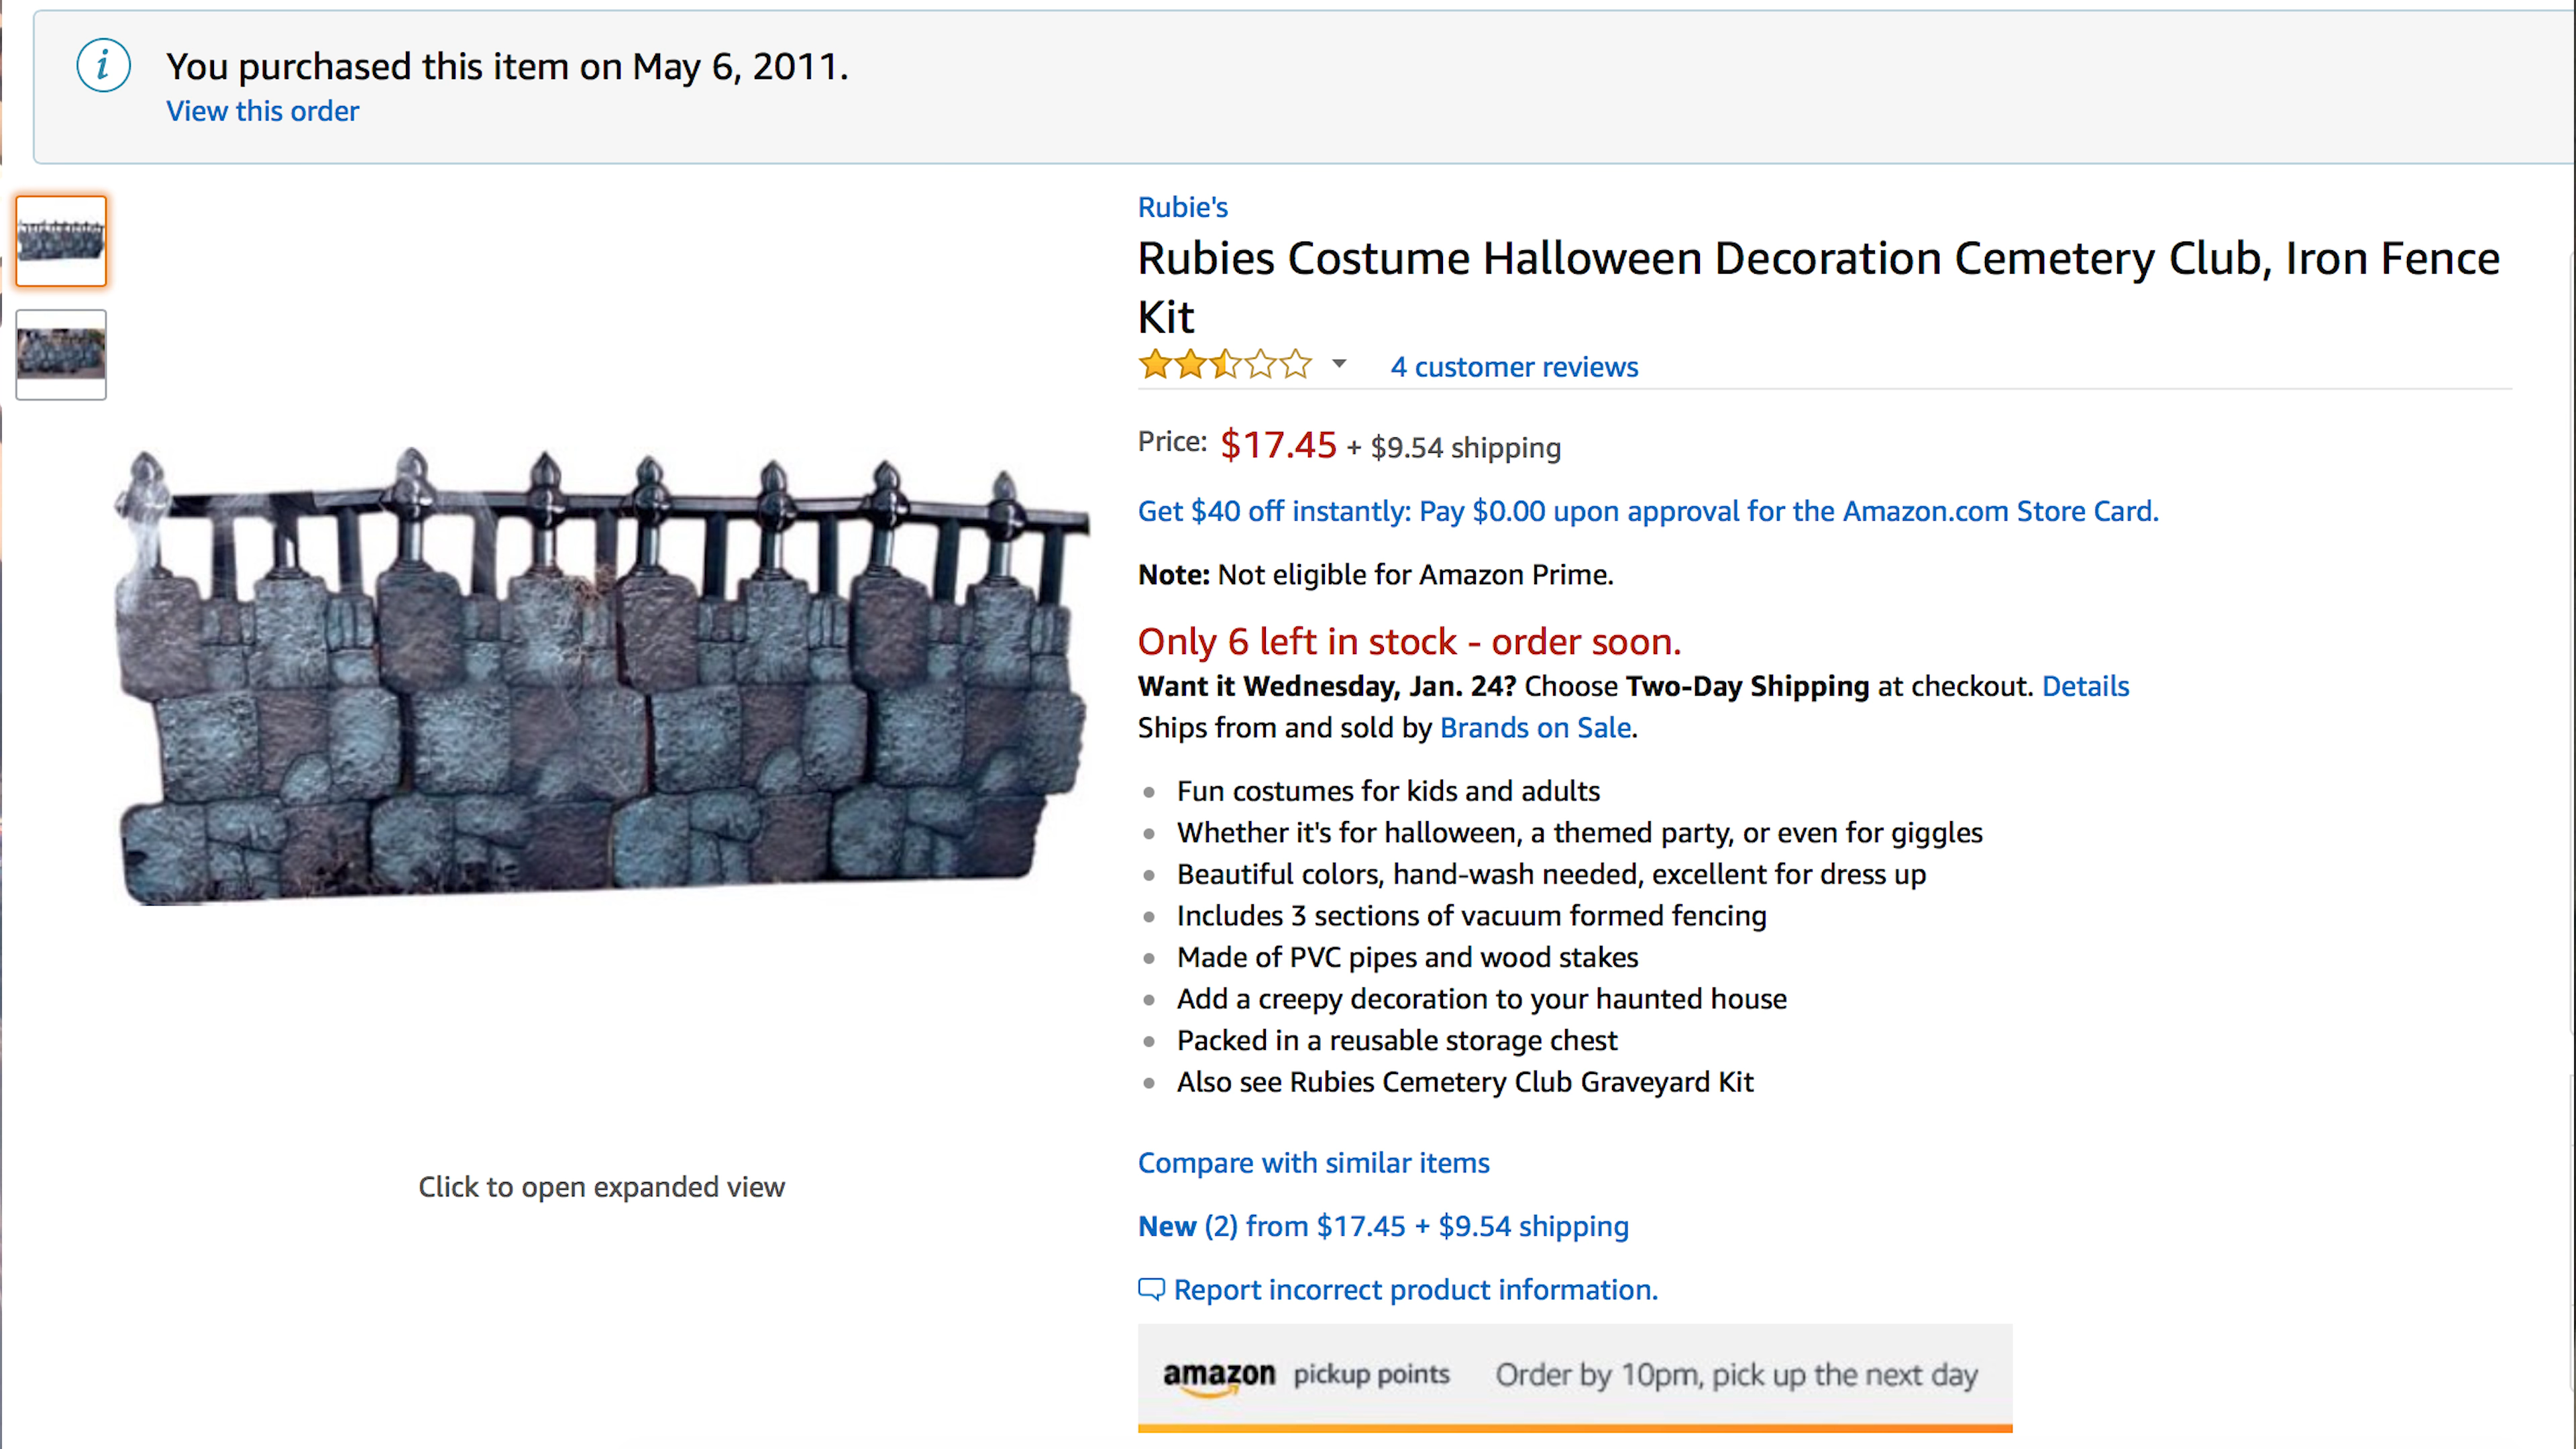 You purchased this item on May 6, 2011.
View this order
Rubie's
Rubies Costume Halloween Decoration Cemetery Club, Iron Fence
Kit
4 customer reviews
Price: $17.45 + $9.54 shipping
Get $40 off instantly: Pay $0.00 upon approval for the Amazon.com Store Card.
Note: Not eligible for Amazon Prime.
Only 6 left in stock - order soon.
Want it Wednesday, Jan. 24? Choose Two-Day Shipping at checkout. Details
Ships from and sold by Brands on Sale.
Fun costumes for kids and adults
Whether it's for halloween, a themed party, or even for giggles
Beautiful colors, hand-wash needed, excellent for dress up
Includes 3 sections of vacuum formed fencing
Made of PVC pipes and wood stakes
Add a creepy decoration to your haunted house
Packed in a reusable storage chest
Also see Rubies Cemetery Club Graveyard Kit
Click to open expanded view
Compare with similar items
New (2) from $17.45 + $9.54 shipping
Report incorrect product information.
amazon pickup points Order by 10pm, pick up the next day